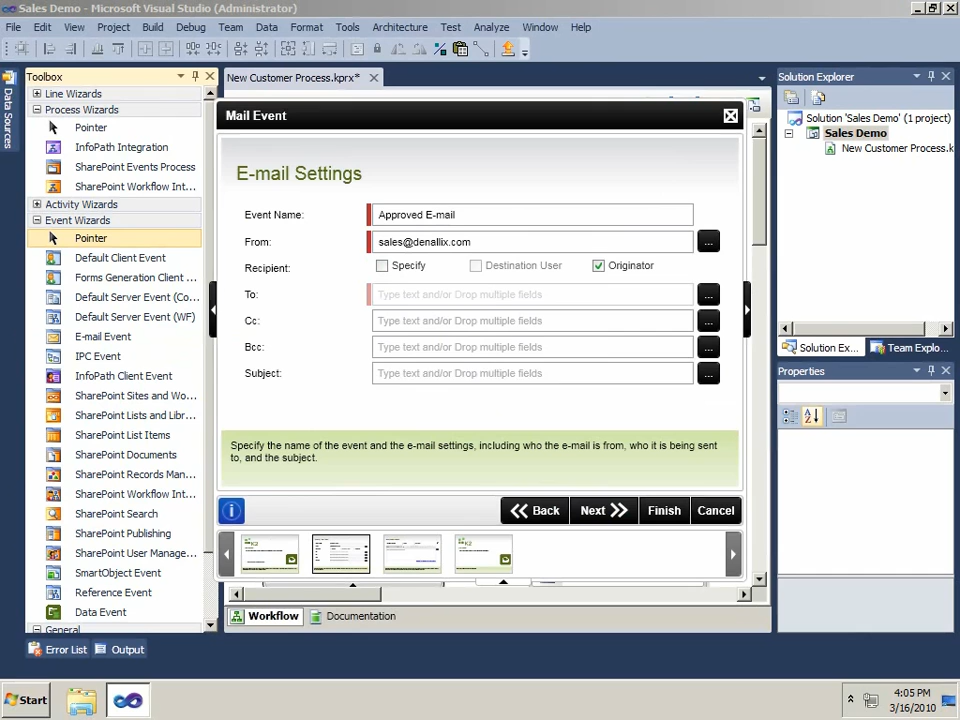 Sales Demo - Microsoft Visual Studio (Administrator)
File Edit View Project Build Debug Team Data Format Tools Architecture Test Analyze Window Help
Data Sources
Toolbox
Line Wizards
Process Wizards
Pointer
InfoPath Integration
SharePoint Events Process
SharePoint Workflow Int...
Activity Wizards
Event Wizards
Pointer
Default Client Event
Forms Generation Client ...
Default Server Event (Co...
Default Server Event (WF)
E-mail Event
IPC Event
InfoPath Client Event
SharePoint Sites and Wo...
SharePoint Lists and Libr...
SharePoint List Items
SharePoint Documents
SharePoint Records Man...
SharePoint Workflow Int...
SharePoint Search
SharePoint Publishing
SharePoint User Manage...
SmartObject Event
Reference Event
Data Event
General
New Customer Process.kprx*
Mail Event
E-mail Settings
Event Name: Approved E-mail
From: sales@denallix.com ...
Recipient: Specify Destination User Originator
To: Type text and/or Drop multiple fields ...
Cc: Type text and/or Drop multiple fields ...
Bcc: Type text and/or Drop multiple fields ...
Subject: Type text and/or Drop multiple fields ...
Specify the name of the event and the e-mail settings, including who the e-mail is from, who it is being sent
to, and the subject.
Back Next Finish Cancel
Workflow Documentation
Solution Explorer
Solution 'Sales Demo' (1 project)
Sales Demo
New Customer Process.k
Solution Ex... Team Explo...
Properties
Error List Output
Start
4:05 PM
3/16/2010